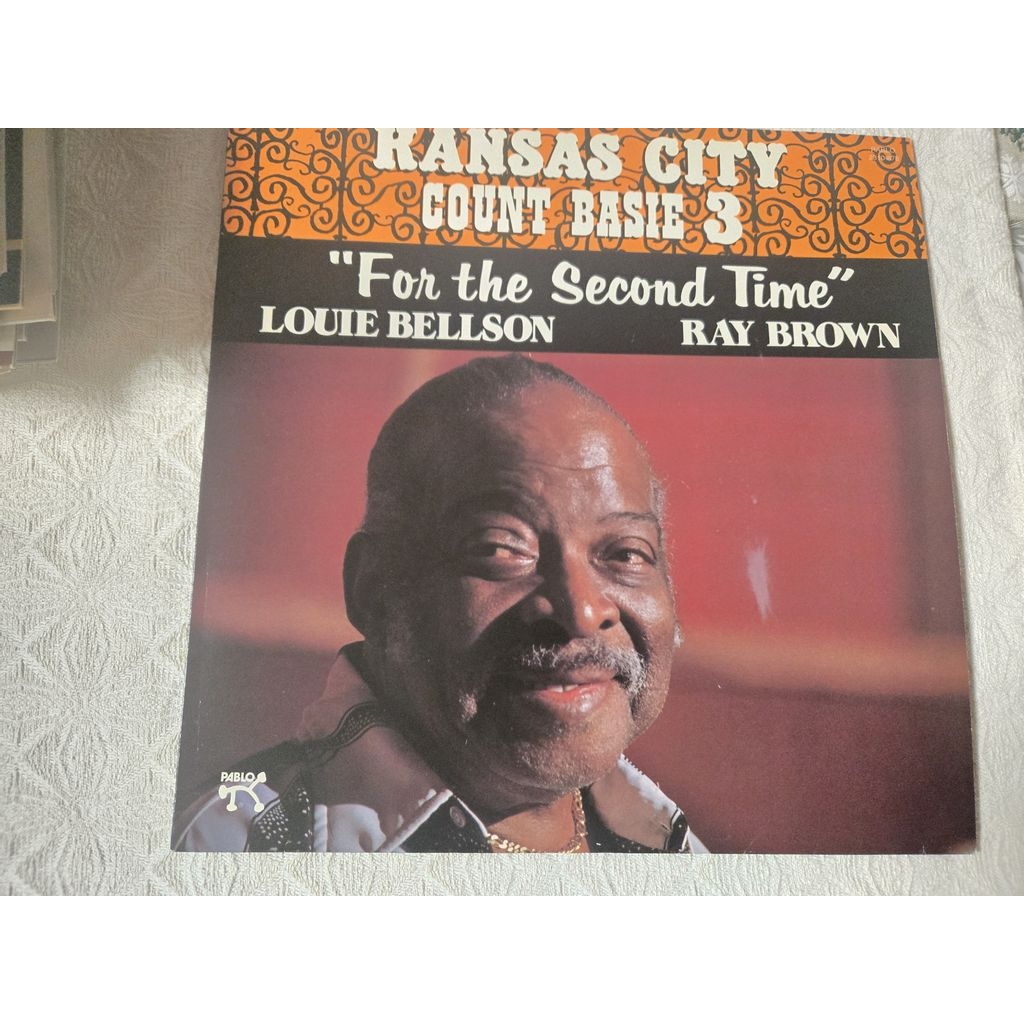 KANSAS CITY
COUNT BASIE 3
"For the Second Time"
LOUIE BELLSON RAY BROWN
PABLO